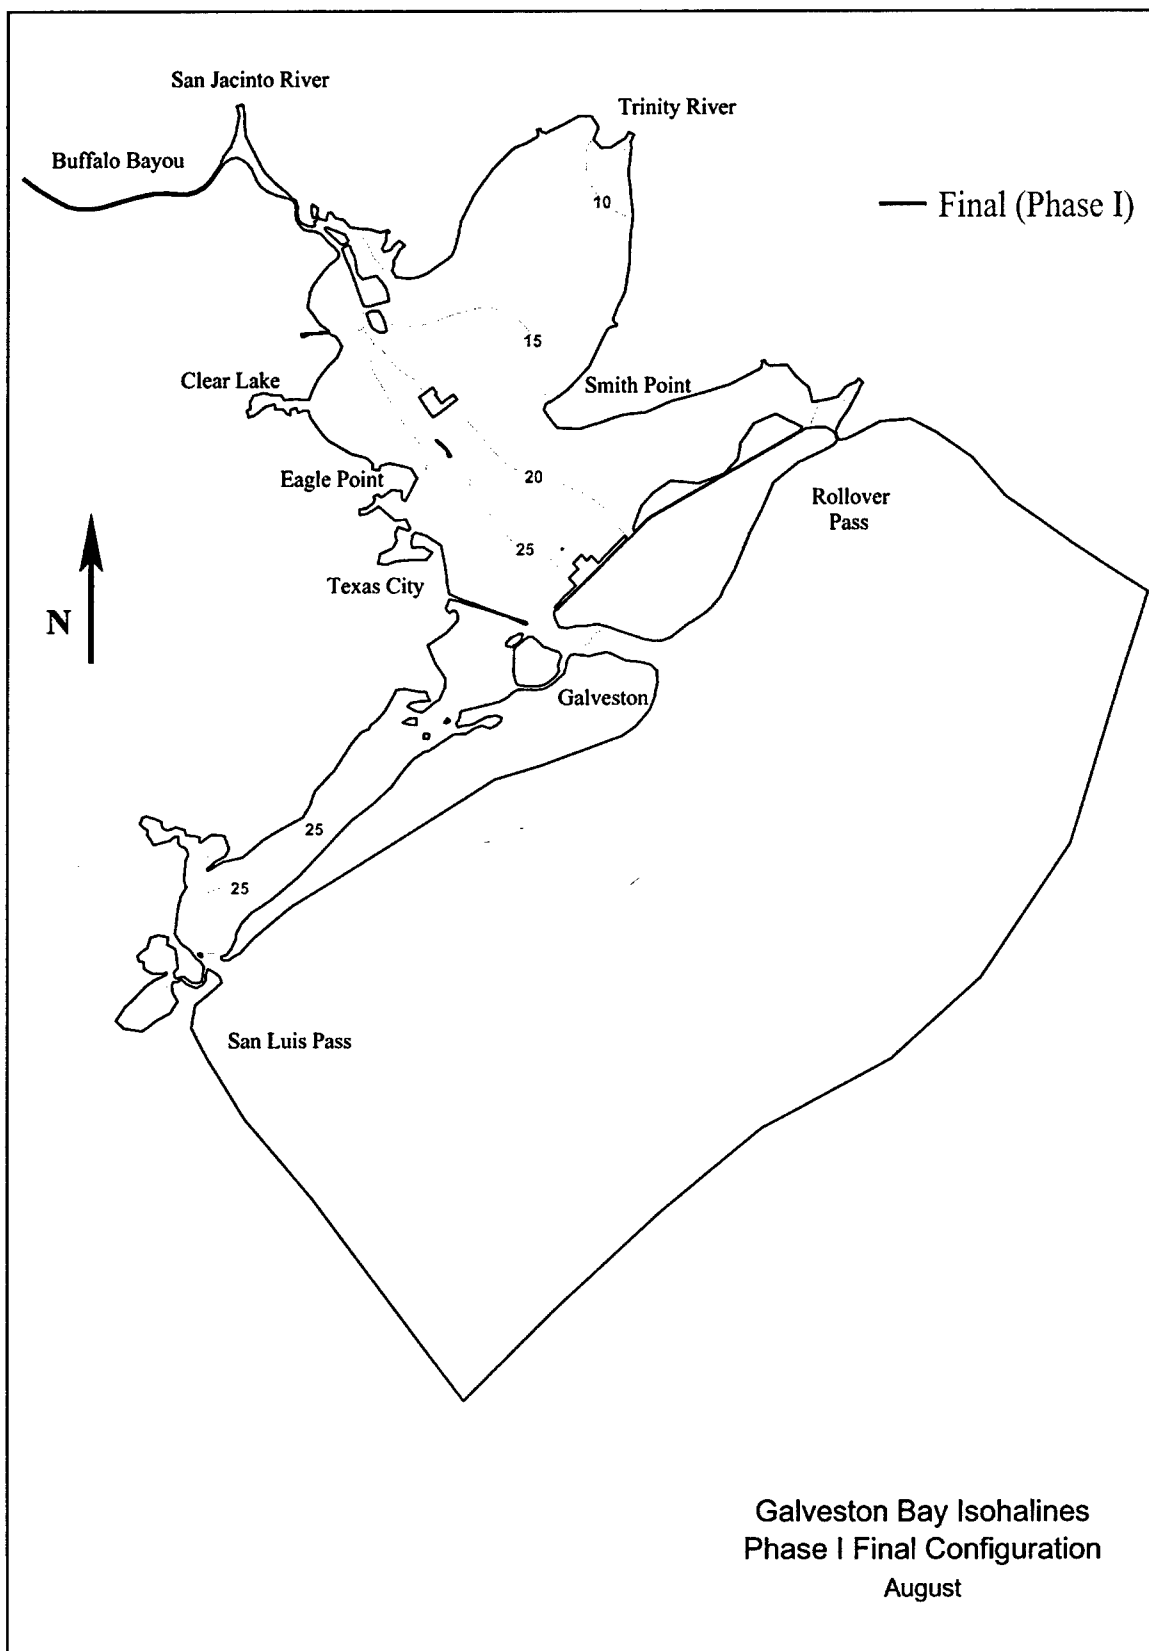 San Jacinto River
Trinity River
Buffalo Bayou
10
Final (Phase I)
15
Clear Lake
Smith Point
Eagle Point
20
Rollover
Pass
25
Texas City
N
Galveston
25
25
San Luis Pass
Galveston Bay Isohalines
Phase I Final Configuration
August